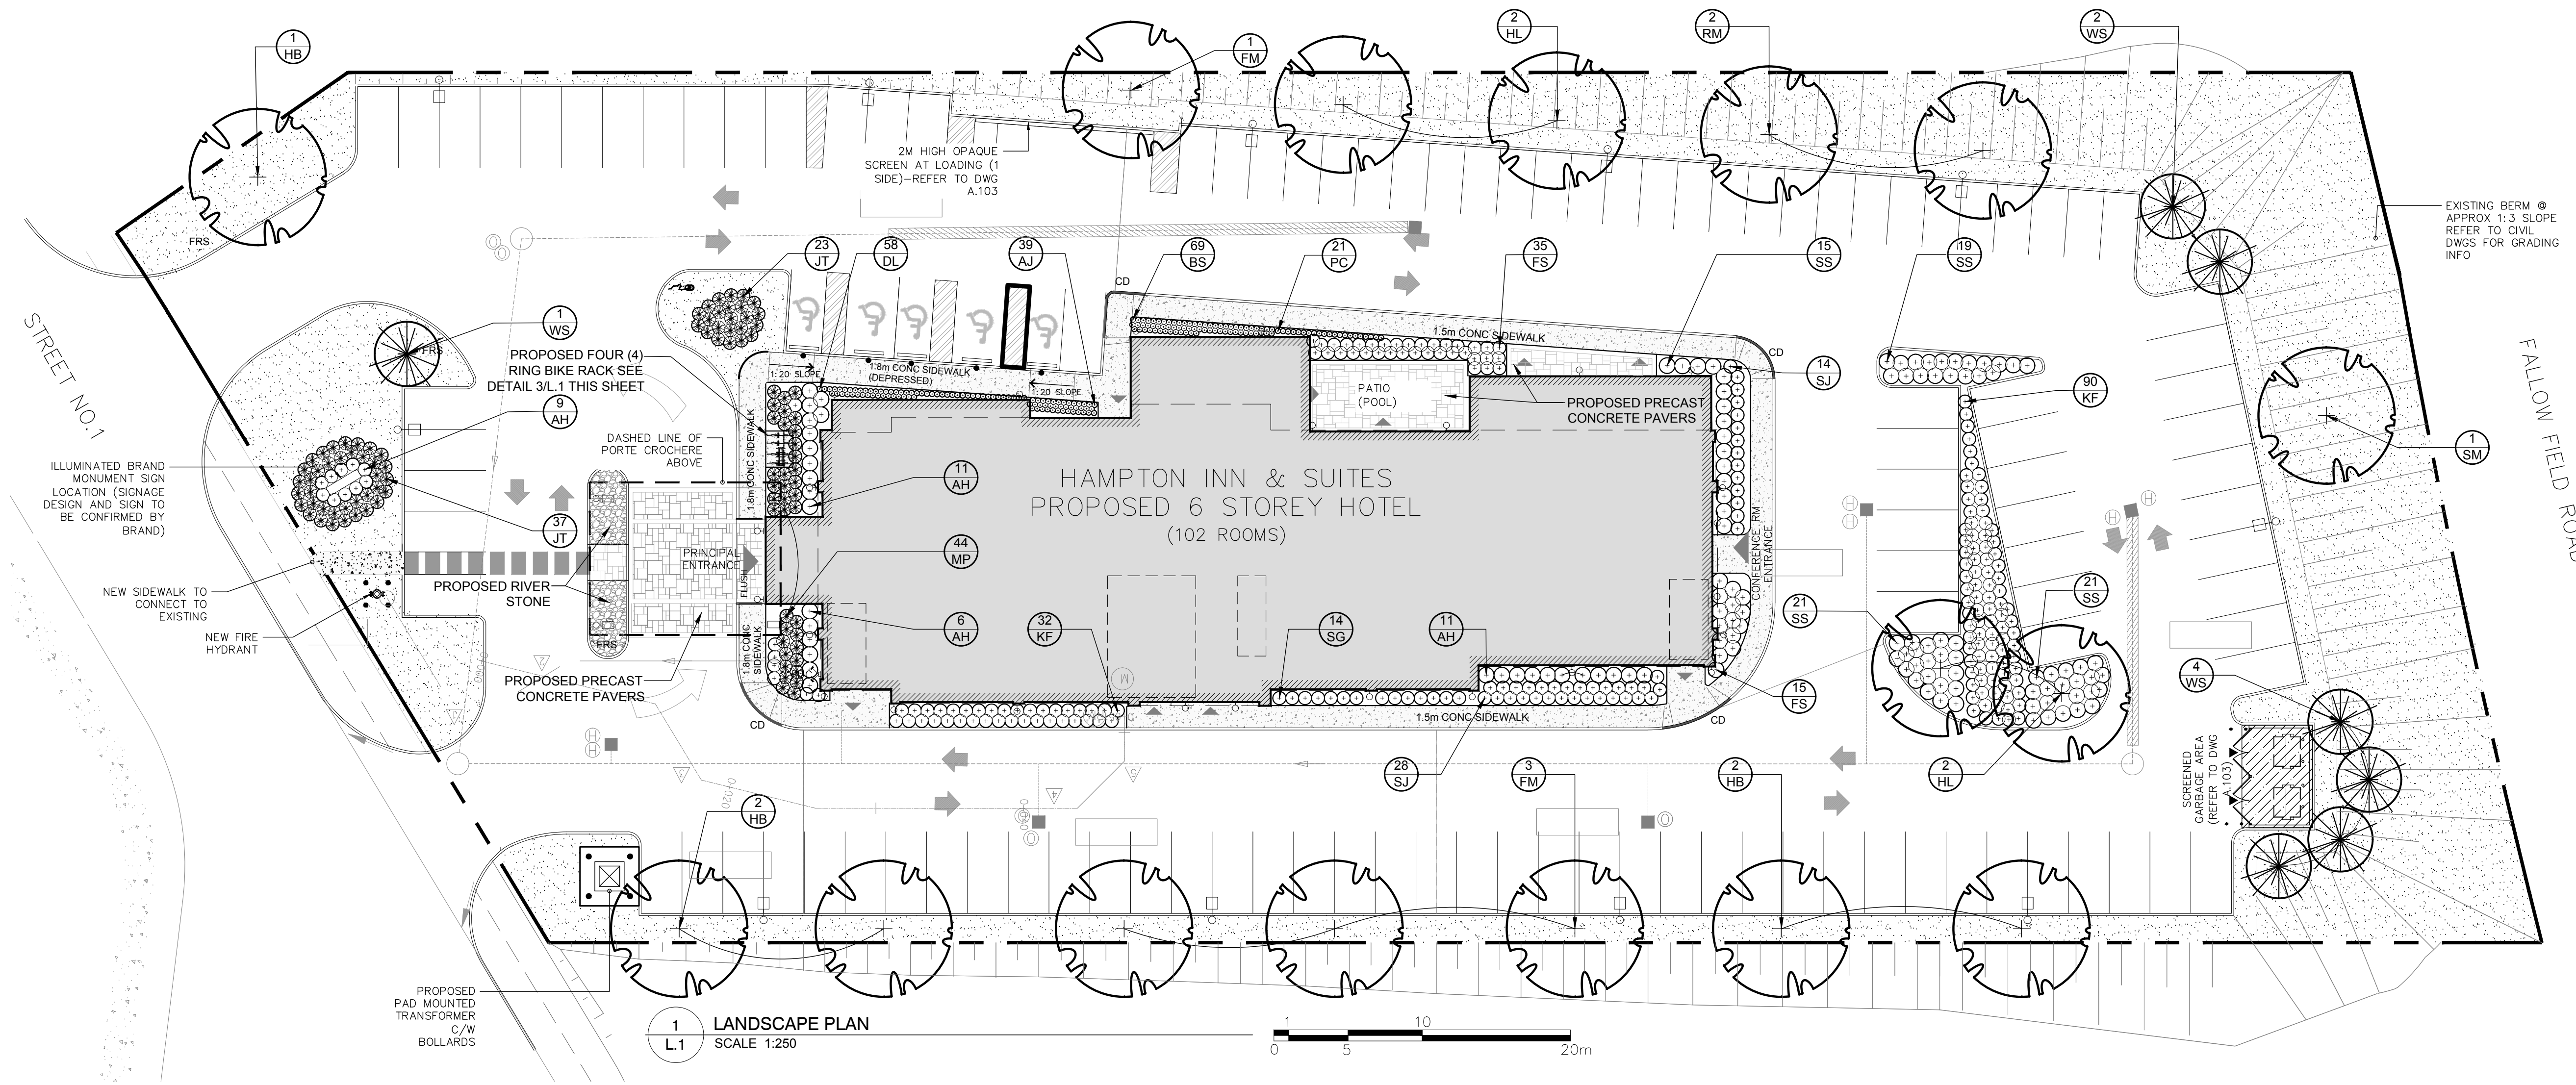 1
HB
1
FM
2
HL
2
RM
2
WS
2M HIGH OPAQUE
SCREEN AT LOADING (1
SIDE)-REFER TO DWG
A.103
EXISTING BERM @
APPROX 1:3 SLOPE
REFER TO CIVIL
DWGS FOR GRADING
INFO
FRS
23
JT
58
DL
39
AJ
69
BS
21
PC
35
FS
15
SS
19
SS
CD
STREET NO.1
1
WS
FRS
PROPOSED FOUR (4)
RING BIKE RACK SEE
DETAIL 3/L.1 THIS SHEET
1:20 SLOPE
1.8m CONC SIDEWALK
(DEPRESSED)
1:20 SLOPE
1.5m CONC SIDEWALK
CD
14
SJ
FALLOW FIELD ROAD
9
AH
1.8m CONC SIDEWALK
PATIO
(POOL)
PROPOSED PRECAST
CONCRETE PAVERS
90
KF
DASHED LINE OF
PORTE CROCHERE
ABOVE
ILLUMINATED BRAND
MONUMENT SIGN
LOCATION (SIGNAGE
DESIGN AND SIGN TO
BE CONFIRMED BY
BRAND)
11
AH
HAMPTON INN & SUITES
PROPOSED 6 STOREY HOTEL
(102 ROOMS)
1
SM
37
JT
44
MP
PRINCIPAL
ENTRANCE
FLUSH
CONFERENCE RM
ENTRANCE
H
H
H
H
NEW SIDEWALK TO
CONNECT TO
EXISTING
PROPOSED RIVER
STONE
NEW FIRE
HYDRANT
6
AH
32
KF
14
SG
11
AH
21
SS
21
SS
FRS
1.8m CONC
SIDEWALK
PROPOSED PRECAST
CONCRETE PAVERS
M
15
FS
4
WS
CD
1.5m CONC SIDEWALK
CD
H
H
2
3
5
4
28
SJ
3
FM
2
HB
2
HL
SCREENED
GARBAGE AREA
(REFER TO DWG
A.103)
2
HB
PROPOSED
PAD MOUNTED
TRANSFORMER
C/W
BOLLARDS
1
L.1
LANDSCAPE PLAN
SCALE 1:250
1 10
0 5 20m